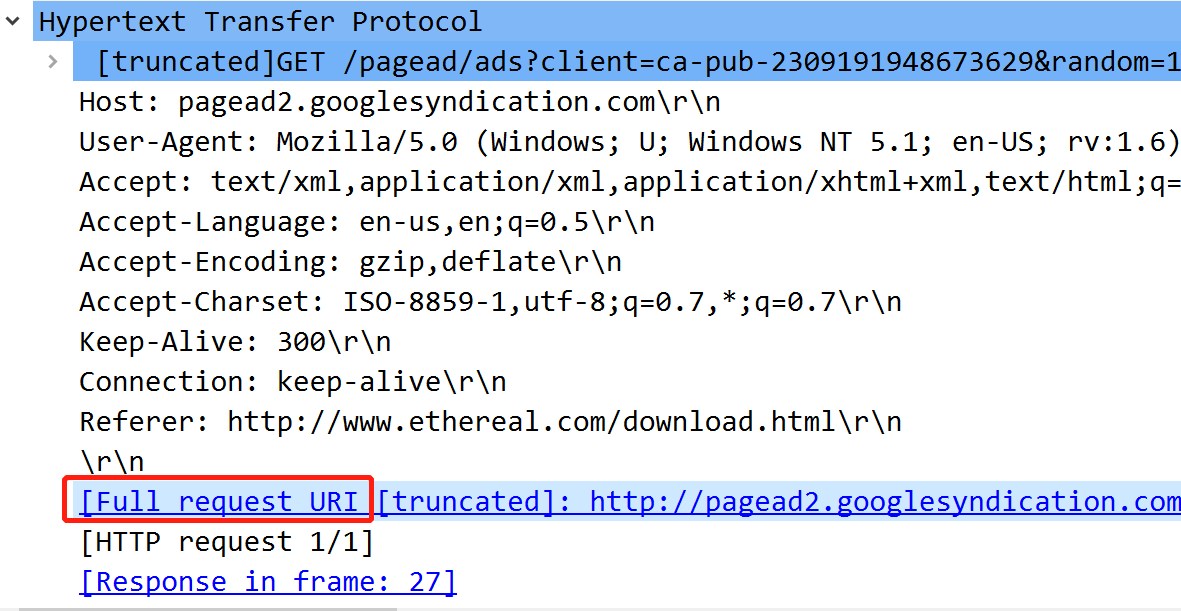 Hypertext Transfer Protocol
[truncated]GET /pagead/ads?client=ca-pub-2309191948673629&random=1
Host: pagead2.googlesyndication.com\r\n
User-Agent: Mozilla/5.0 (Windows; U; Windows NT 5.1; en-US; rv:1.6)
Accept: text/xml,application/xml,application/xhtml+xml,text/html;q=
Accept-Language: en-us,en;q=0.5\r\n
Accept-Encoding: gzip,deflate\r\n
Accept-Charset: ISO-8859-1,utf-8;q=0.7,*;q=0.7\r\n
Keep-Alive: 300\r\n
Connection: keep-alive\r\n
Referer: http://www.ethereal.com/download.html\r\n
\r\n
[Full request URI [truncated]: http://pagead2.googlesyndication.com
[HTTP request 1/1]
[Response in frame: 27]